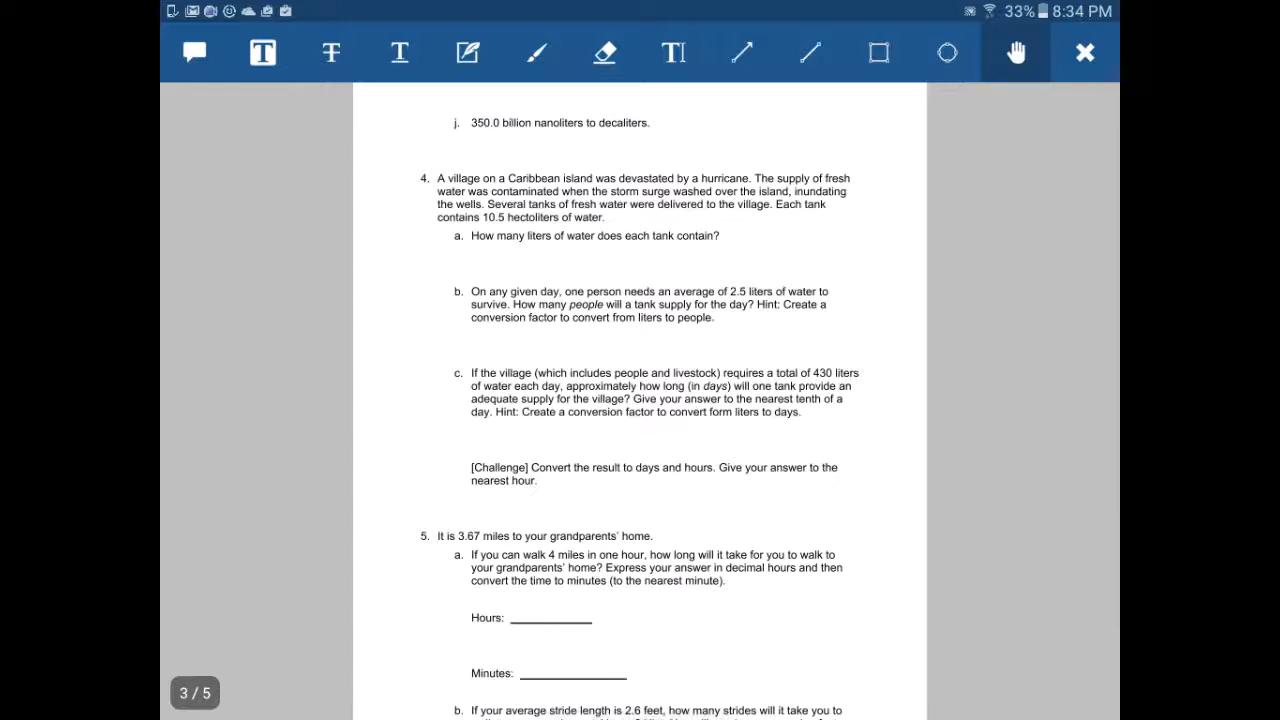 33% 8:34 PM
T T T TI
j. 350.0 billion nanoliters to decaliters.
4. A village on a Caribbean island was devastated by a hurricane. The supply of fresh
water was contaminated when the storm surge washed over the island, inundating
the wells. Several tanks of fresh water were delivered to the village. Each tank
contains 10.5 hectoliters of water.
a. How many liters of water does each tank contain?
b. On any given day, one person needs an average of 2.5 liters of water to
survive. How many people will a tank supply for the day? Hint: Create a
conversion factor to convert from liters to people.
c. If the village (which includes people and livestock) requires a total of 430 liters
of water each day, approximately how long (in days) will one tank provide an
adequate supply for the village? Give your answer to the nearest tenth of a
day. Hint: Create a conversion factor to convert form liters to days.
[Challenge] Convert the result to days and hours. Give your answer to the
nearest hour.
5. It is 3.67 miles to your grandparents' home.
a. If you can walk 4 miles in one hour, how long will it take for you to walk to
your grandparents' home? Express your answer in decimal hours and then
convert the time to minutes (to the nearest minute).
Hours:
Minutes:
3 / 5
b. If your average stride length is 2.6 feet, how many strides will it take you to